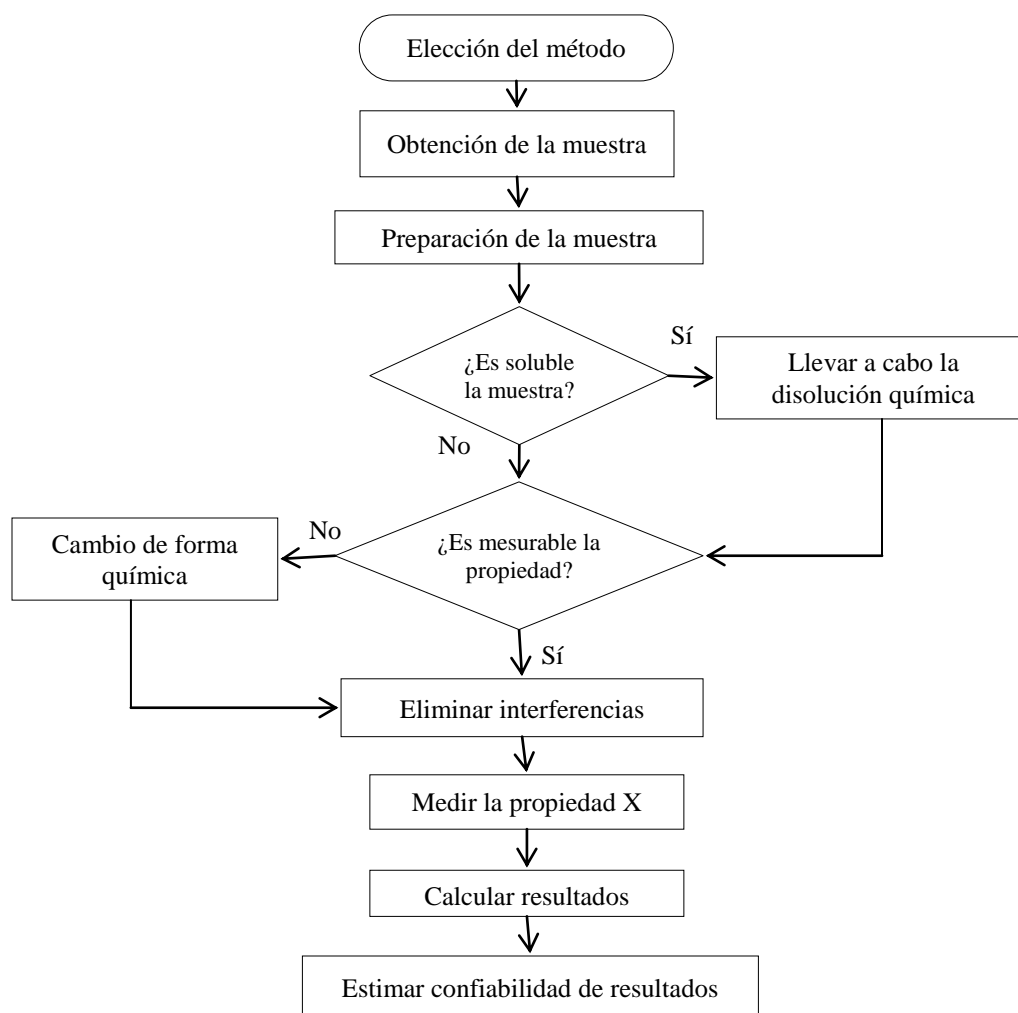 Elección del método
Obtención de la muestra
Preparación de la muestra
¿Es soluble
la muestra?
Sí
Llevar a cabo la
disolución química
No
¿Es mesurable la
propiedad?
No
Cambio de forma
química
Sí
Eliminar interferencias
Medir la propiedad X
Calcular resultados
Estimar confiabilidad de resultados